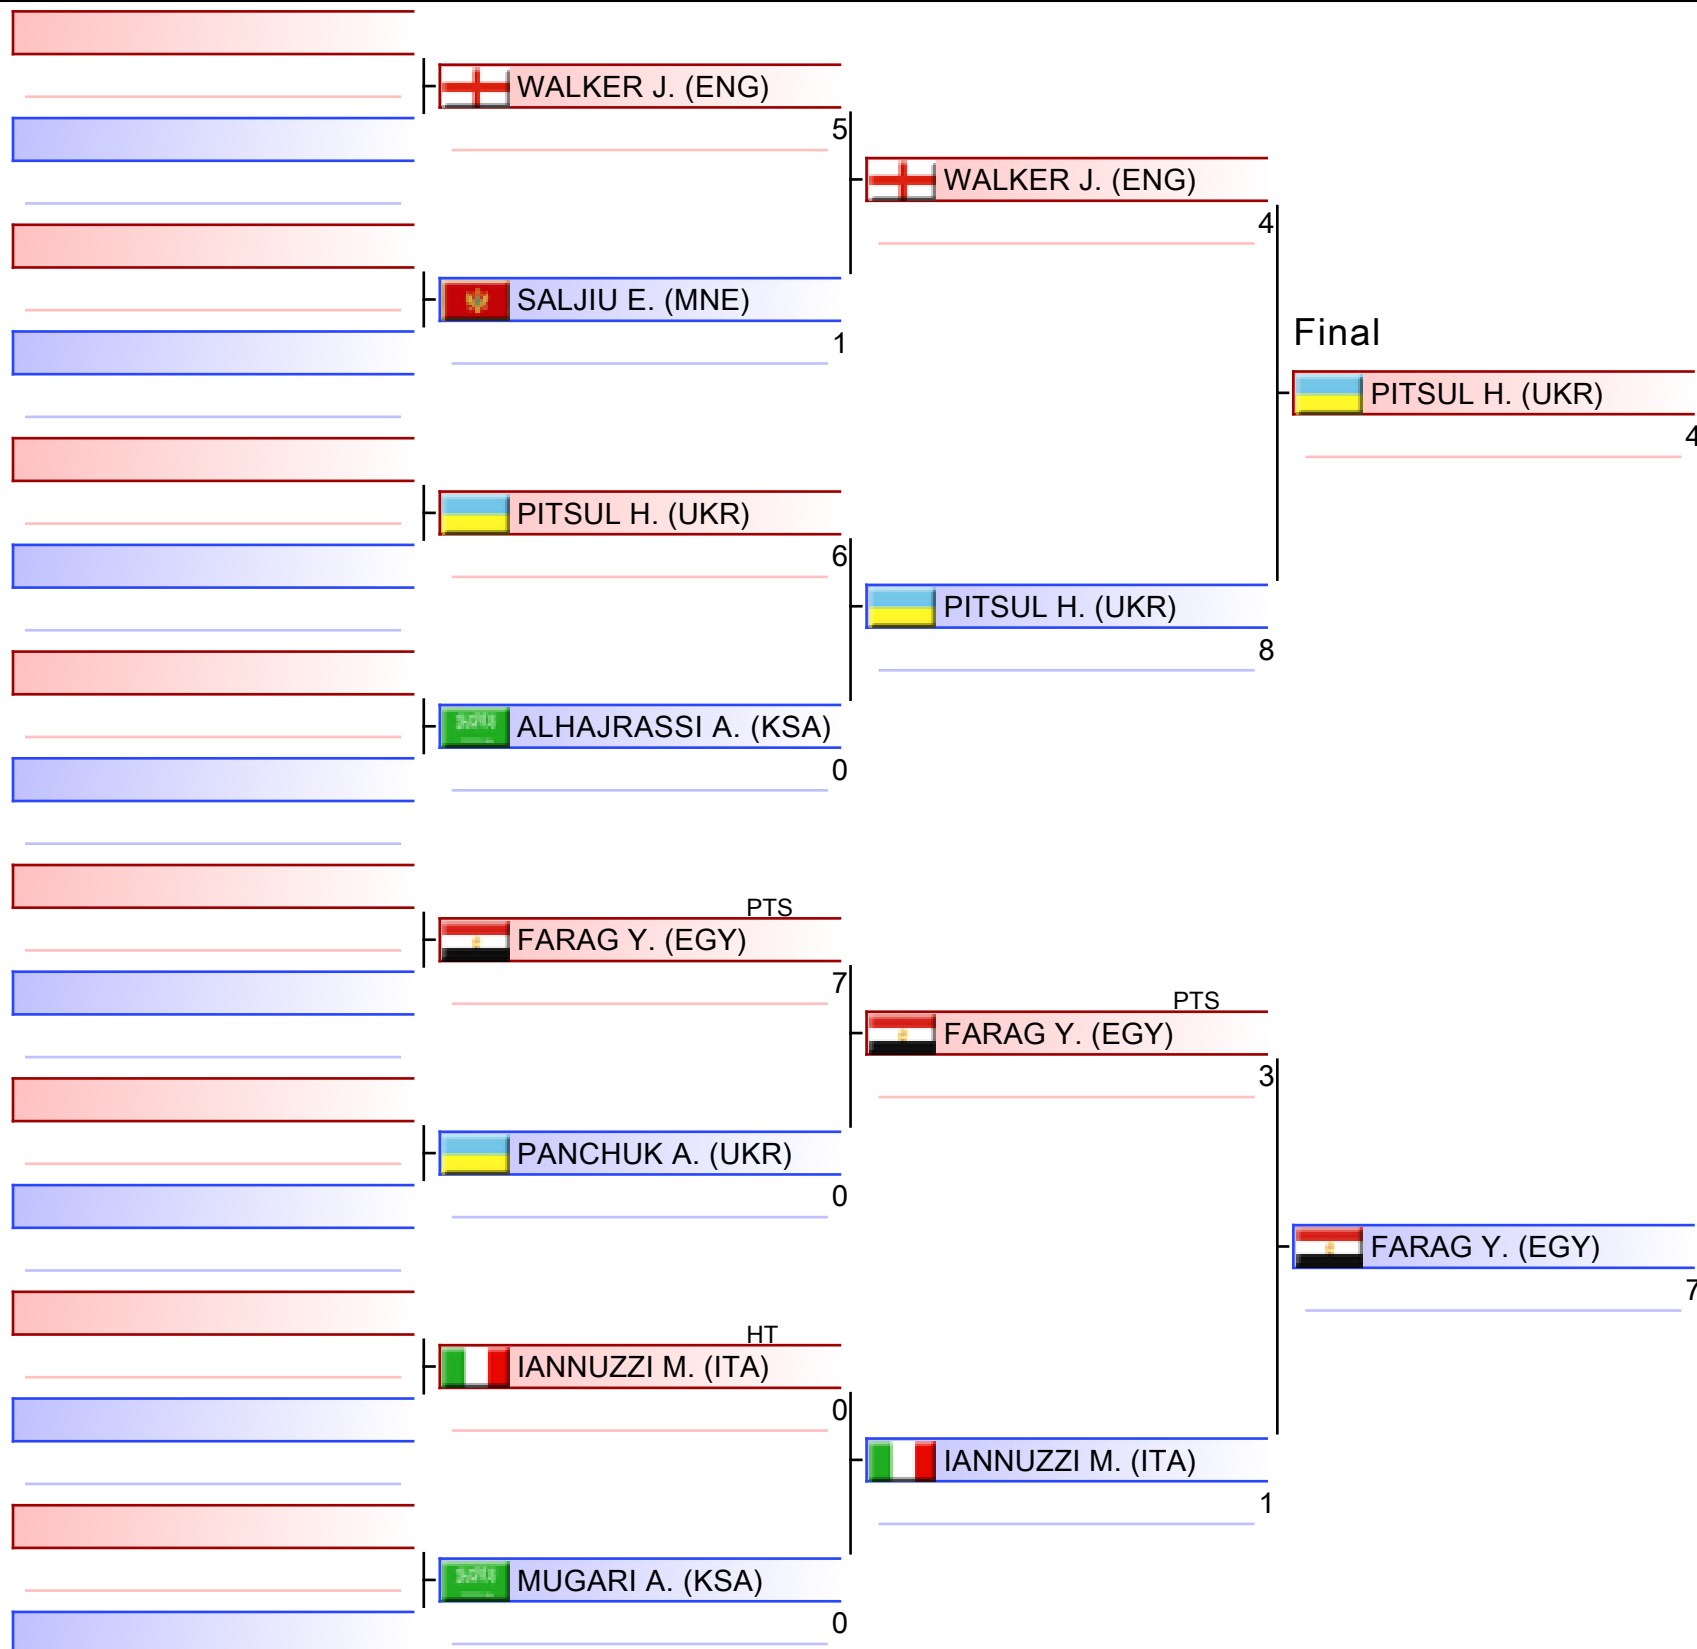 WALKER J. (ENG)
5
SALJIU E. (MNE)
1
PITSUL H. (UKR)
6
ALHAJRASSI A. (KSA)
0
PTS
FARAG Y. (EGY)
7
PANCHUK A. (UKR)
0
HT
IANNUZZI M. (ITA)
0
MUGARI A. (KSA)
0
WALKER J. (ENG)
4
PITSUL H. (UKR)
8
PTS
FARAG Y. (EGY)
3
IANNUZZI M. (ITA)
1
Final
PITSUL H. (UKR)
4
FARAG Y. (EGY)
7